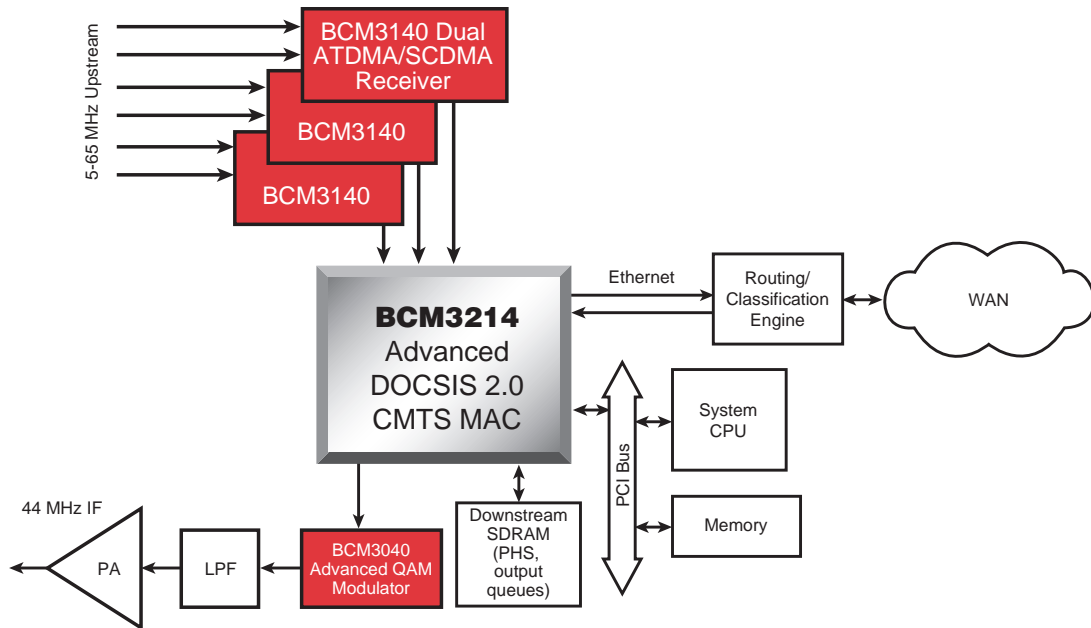 5-65 MHz Upstream
BCM3140 Dual
ATDMA/SCDMA
Receiver
BCM3140
BCM3140
BCM3214
Advanced
DOCSIS 2.0
CMTS MAC
Ethernet
Routing/
Classification
Engine
WAN
PCI Bus
System
CPU
Memory
Downstream
SDRAM
(PHS,
output
queues)
BCM3040
Advanced QAM
Modulator
LPF
PA
44 MHz IF